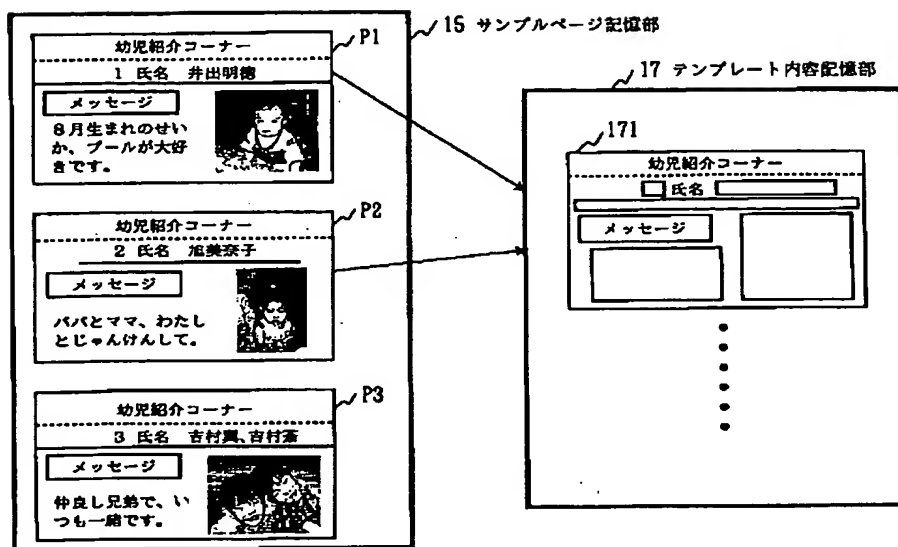 15 サンプルページ記憶部
P1
幼児紹介コーナー
1 氏名 井出明徳
メッセージ
8月生まれのせい
か、プールが大好
きです。
P2
幼児紹介コーナー
2 氏名 旭美奈子
メッセージ
パパとママ、わたし
とじゃんけんして。
P3
幼児紹介コーナー
3 氏名 吉村 、吉村
メッセージ
仲良し兄弟で、い
つも一緒です。
17 テンプレート内容記憶部
171
幼児紹介コーナー
氏名
メッセージ